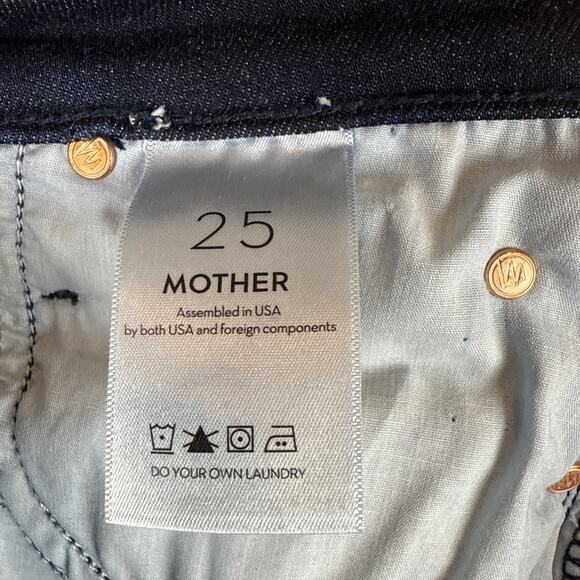 25
MOTHER
Assembled in USA
by both USA and foreign components
DO YOUR OWN LAUNDRY